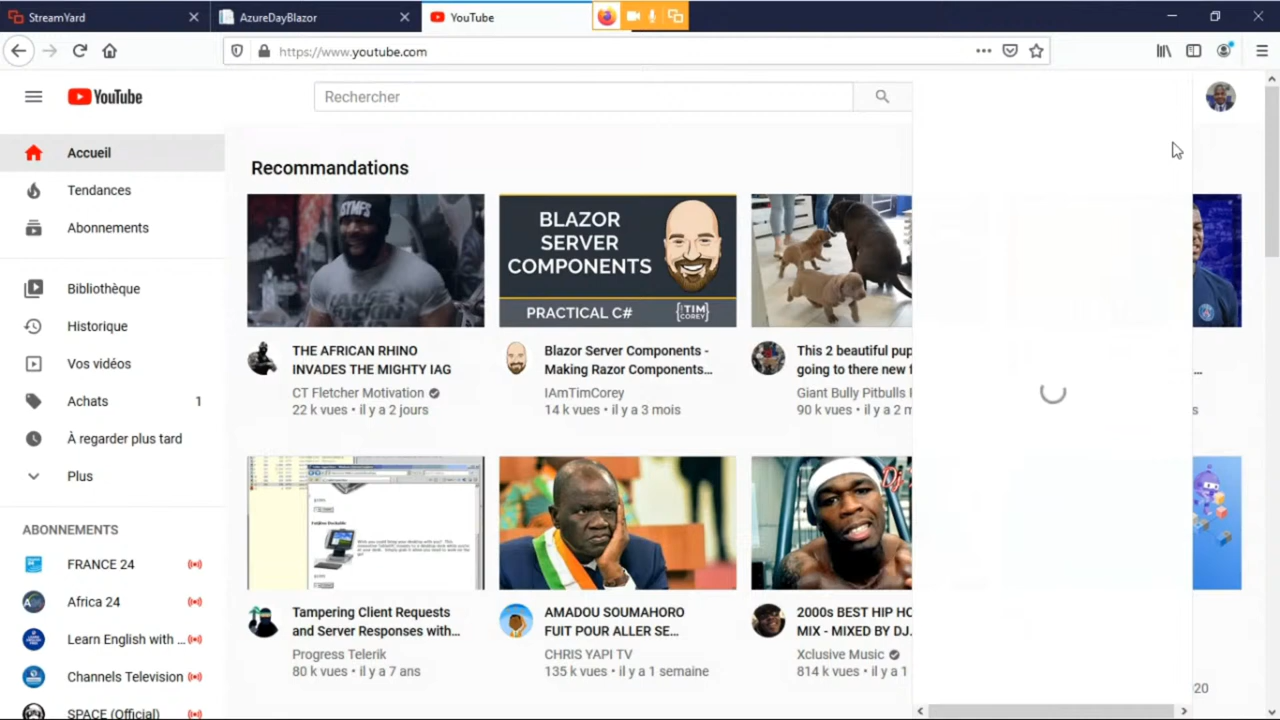 StreamYard
AzureDayBlazor
YouTube
https://www.youtube.com
YouTube
Rechercher
Accueil
Tendances
Abonnements
Bibliothèque
Historique
Vos vidéos
Achats 1
À regarder plus tard
Plus
ABONNEMENTS
FRANCE 24
Africa 24
Learn English with ...
Channels Television
SPACE (Official)
Recommandations
BLAZOR
SERVER
COMPONENTS
PRACTICAL C#
TIM
COREY
THE AFRICAN RHINO
INVADES THE MIGHTY IAG
CT Fletcher Motivation
22 k vues • il y a 2 jours
Blazor Server Components -
Making Razor Components...
IAmTimCorey
14 k vues • il y a 3 mois
This 2 beautiful pup
going to there new f
Giant Bully Pitbulls
90 k vues • il y a 2 m
Tampering Client Requests
and Server Responses with...
Progress Telerik
80 k vues • il y a 7 ans
AMADOU SOUMAHORO
FUIT POUR ALLER SE...
CHRIS YAPI TV
135 k vues • il y a 1 semaine
2000s BEST HIP HO
MIX - MIXED BY DJ.
Xclusive Music
814 k vues • il y a 1
20